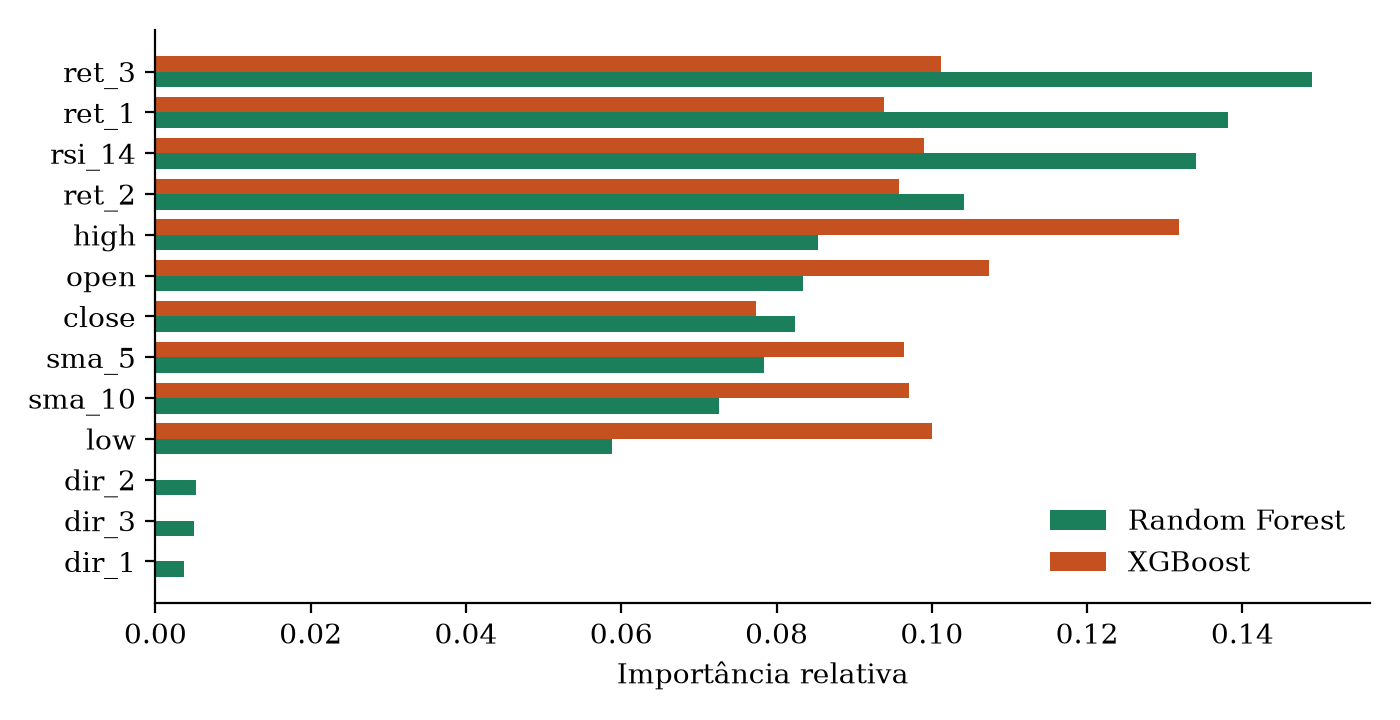 ret_3
ret_1
rsi_14
ret_2
high
open
close
sma_5
sma_10
low
dir_2
dir_3
dir_1
Random Forest
XGBoost
0.00 0.02 0.04 0.06 0.08 0.10 0.12 0.14
Importância relativa